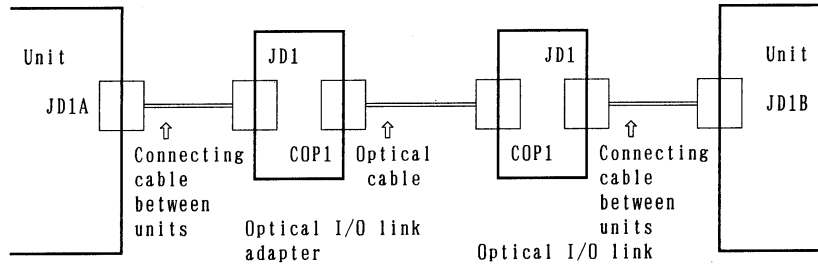 Unit
JD1A
Connecting
cable
between
units
JD1
COP1
Optical I/O link
adapter
Optical
cable
JD1
COP1
Optical I/O link
Connecting
cable
between
units
Unit
JD1B